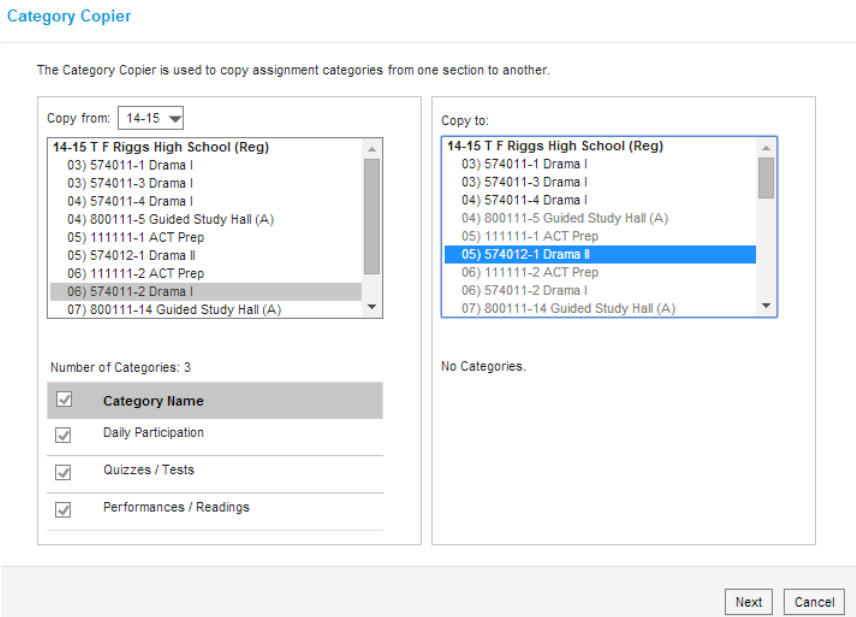 Category Copier
The Category Copier is used to copy assignment categories from one section to another.
Copy from: 14-15
14-15 T F Riggs High School (Reg)
03) 574011-1 Drama I
03) 574011-3 Drama I
04) 574011-4 Drama I
04) 800111-5 Guided Study Hall (A)
05) 111111-1 ACT Prep
05) 574012-1 Drama II
06) 111111-2 ACT Prep
06) 574011-2 Drama I
07) 800111-14 Guided Study Hall (A)
Number of Categories: 3
Category Name
Daily Participation
Quizzes / Tests
Performances / Readings
Copy to:
14-15 T F Riggs High School (Reg)
03) 574011-1 Drama I
03) 574011-3 Drama I
04) 574011-4 Drama I
04) 800111-5 Guided Study Hall (A)
05) 111111-1 ACT Prep
05) 574012-1 Drama II
06) 111111-2 ACT Prep
06) 574011-2 Drama I
07) 800111-14 Guided Study Hall (A)
No Categories.
Next Cancel